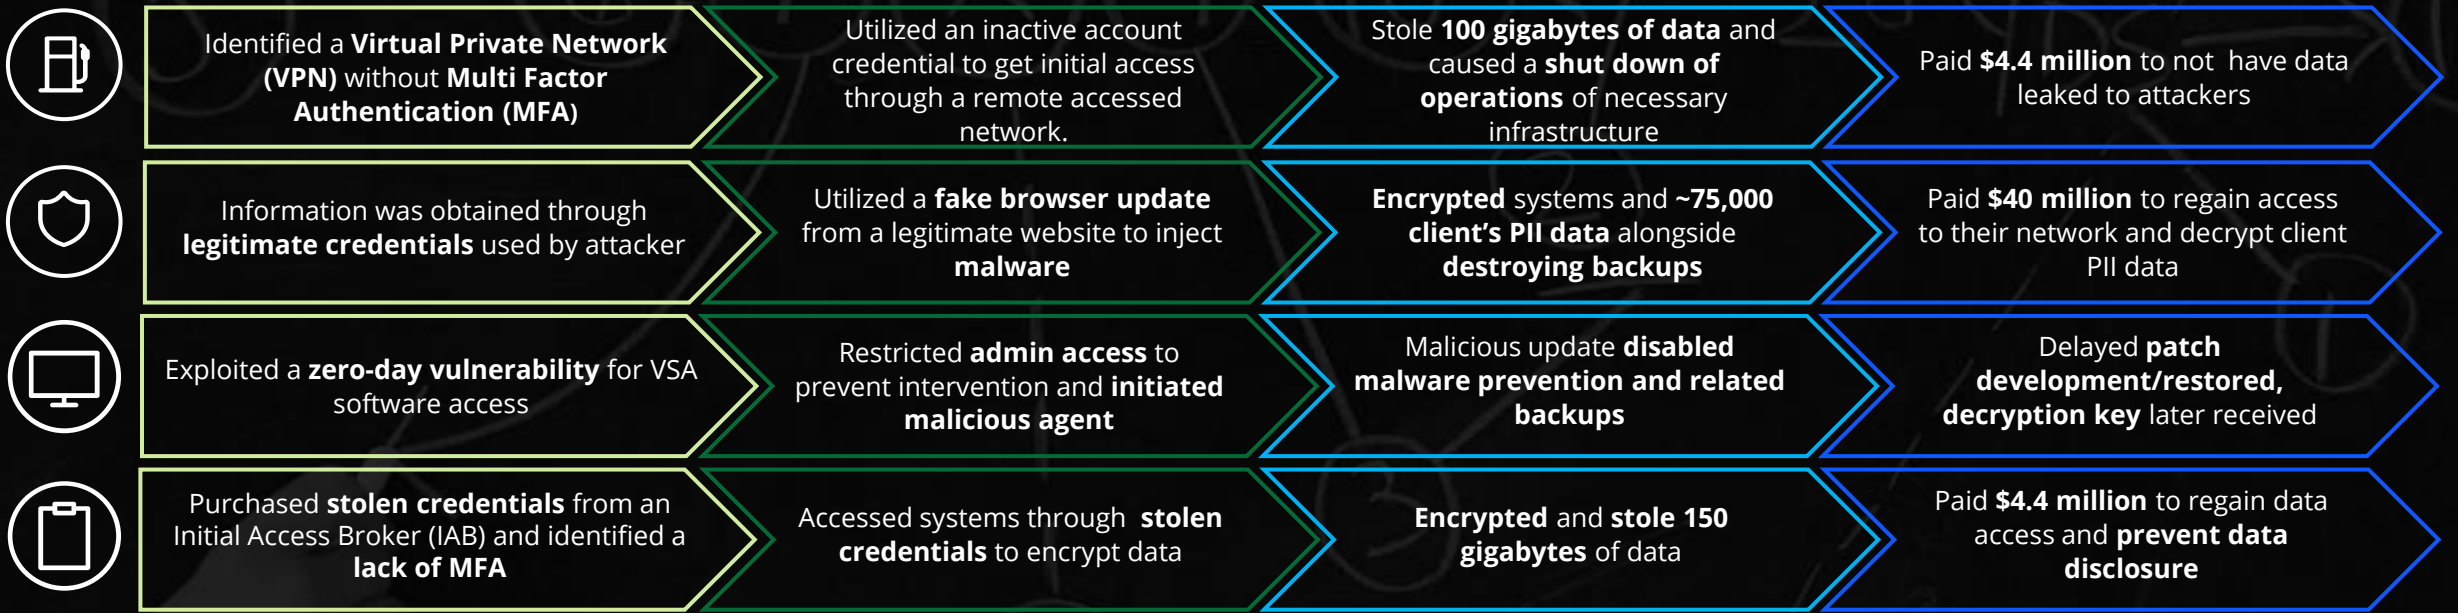 Identified a Virtual Private Network
(VPN) without Multi Factor
Authentication (MFA)
Utilized an inactive account
credential to get initial access
through a remote accessed
network.
Stole 100 gigabytes of data and
caused a shut down of
operations of necessary
infrastructure
Paid $4.4 million to not  have data
leaked to attackers
Information was obtained through
legitimate credentials used by attacker
Utilized a fake browser update
from a legitimate website to inject
malware
Encrypted systems and ~75,000
client’s PII data alongside
destroying backups
Paid $40 million to regain access
to their network and decrypt client
PII data
Exploited a zero-day vulnerability for VSA
software access
Restricted admin access to
prevent intervention and initiated
malicious agent
Malicious update disabled
malware prevention and related
backups
Delayed patch
development/restored,
decryption key later received
Purchased stolen credentials from an
Initial Access Broker (IAB) and identified a
lack of MFA
Accessed systems through  stolen
credentials to encrypt data
Encrypted and stole 150
gigabytes of data
Paid $4.4 million to regain data
access and prevent data
disclosure